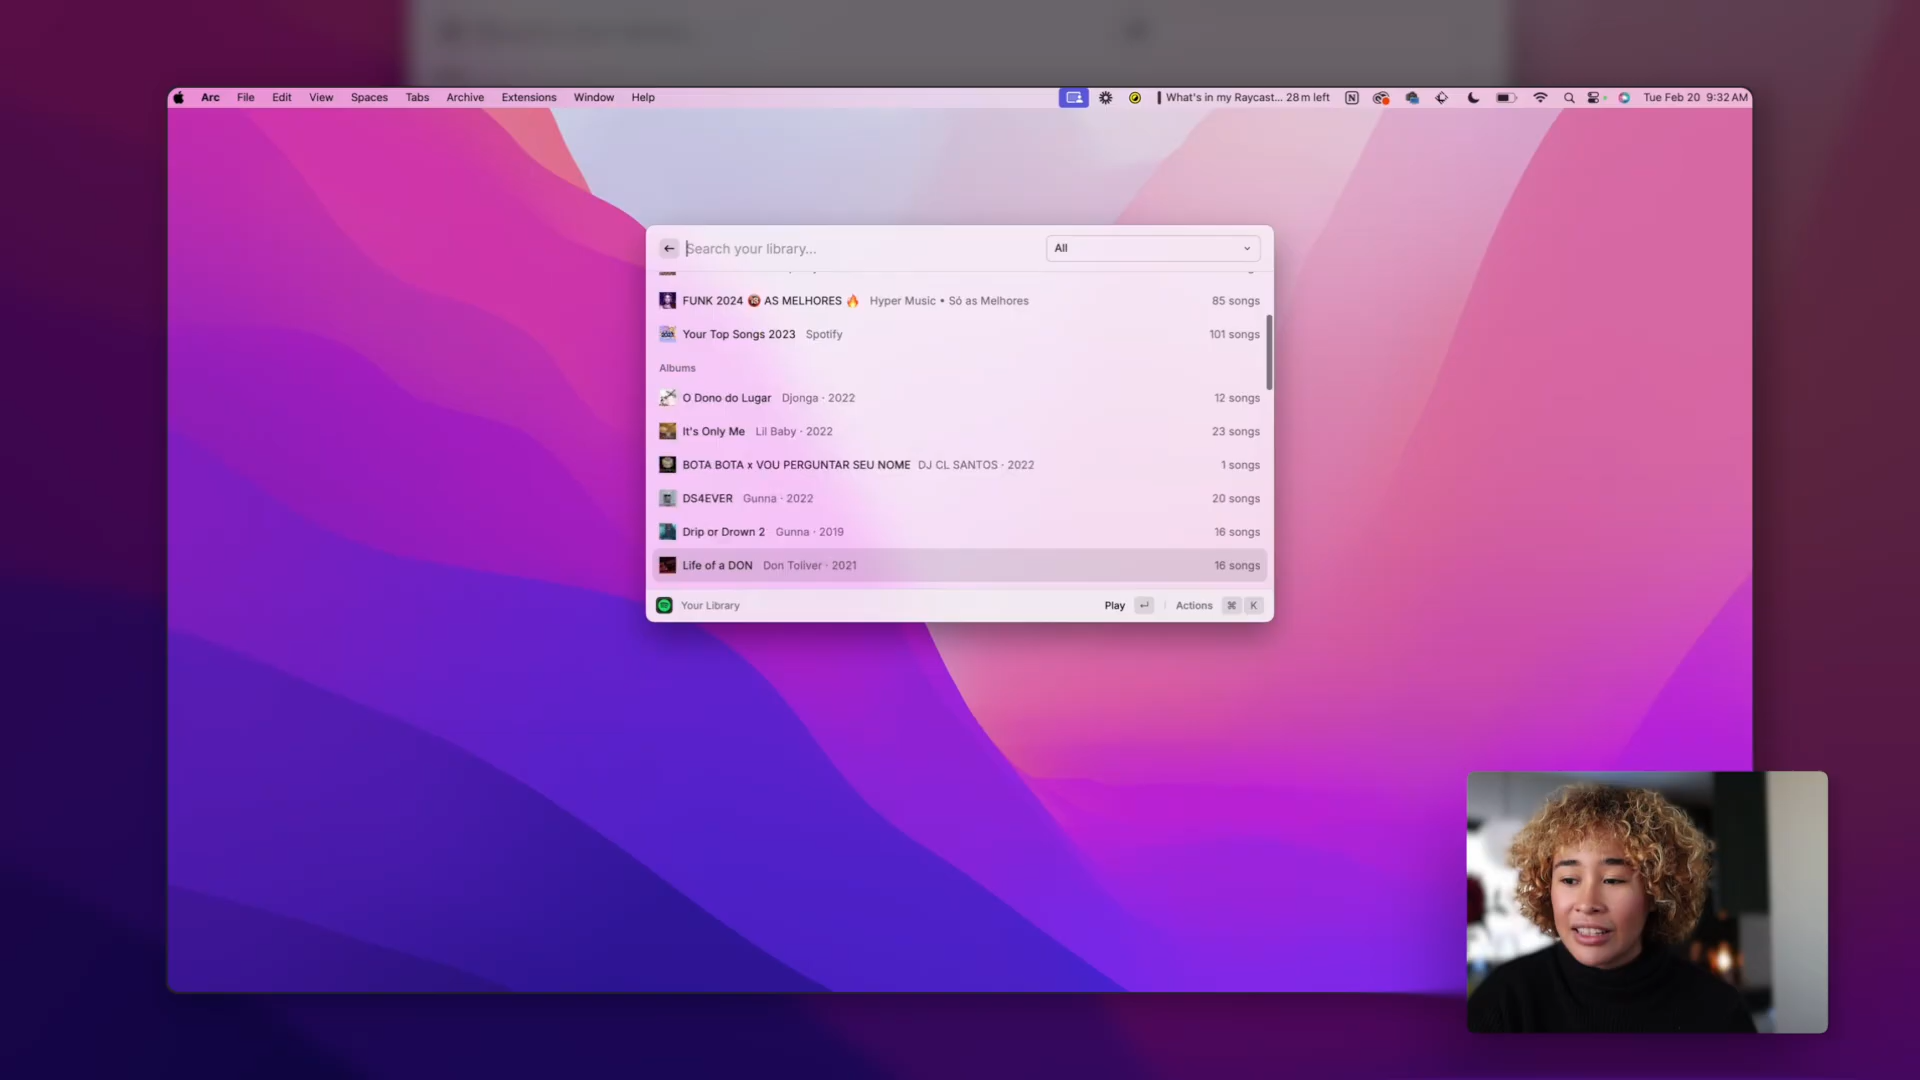 Arc File Edit View Spaces Tabs Archive Extensions Window Help What's in my Raycast... 28 m left Tue Feb 20 9:32 AM
Search your library... All
FUNK 2024 🔞 AS MELHORES 🔥 Hyper Music • Só as Melhores 85 songs
Your Top Songs 2023 Spotify 101 songs
Albums
O Dono do Lugar Djonga · 2022 12 songs
It's Only Me Lil Baby · 2022 23 songs
BOTA BOTA x VOU PERGUNTAR SEU NOME DJ CL SANTOS · 2022 1 songs
DS4EVER Gunna · 2022 20 songs
Drip or Drown 2 Gunna · 2019 16 songs
Life of a DON Don Toliver · 2021 16 songs
Your Library Play ↵ Actions ⌘ K